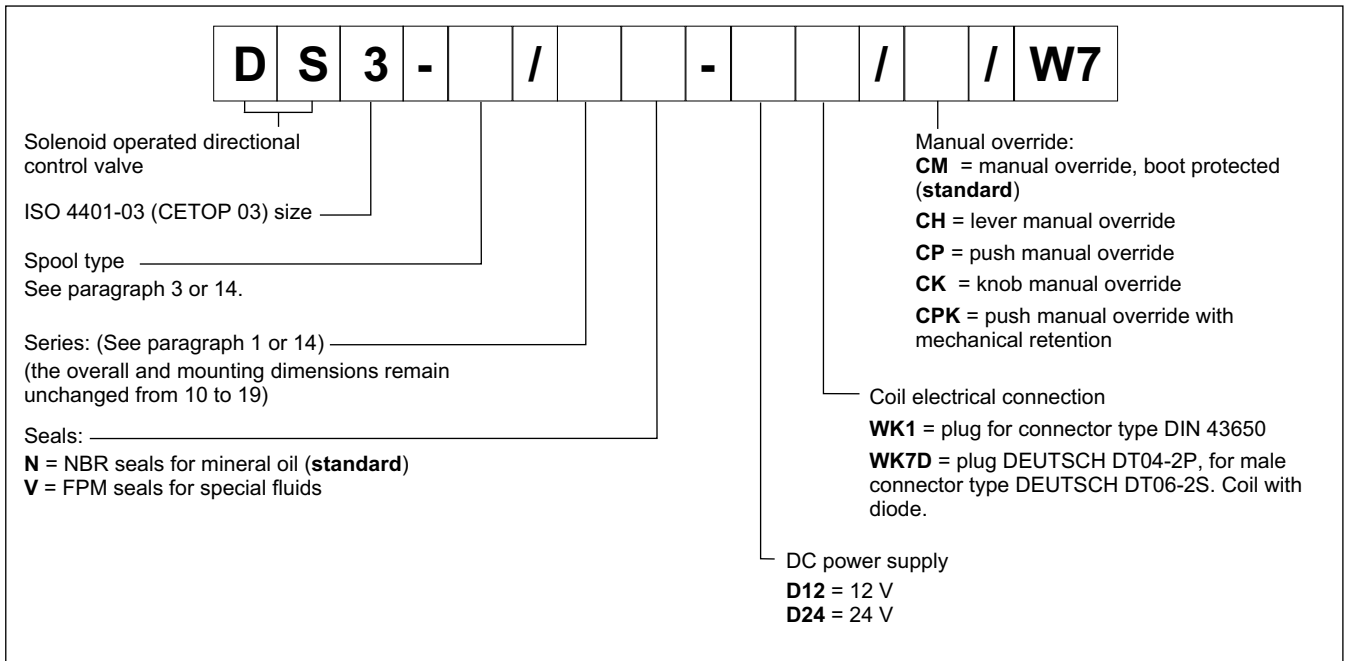 D S 3 - / - / / W7
Solenoid operated directional
control valve
ISO 4401-03 (CETOP 03) size
Spool type
See paragraph 3 or 14.
Series: (See paragraph 1 or 14)
(the overall and mounting dimensions remain
unchanged from 10 to 19)
Seals:
N = NBR seals for mineral oil (standard)
V = FPM seals for special fluids
Manual override:
CM = manual override, boot protected
(standard)
CH = lever manual override
CP = push manual override
CK = knob manual override
CPK = push manual override with
mechanical retention
Coil electrical connection
WK1 = plug for connector type DIN 43650
WK7D = plug DEUTSCH DT04-2P, for male
connector type DEUTSCH DT06-2S. Coil with
diode.
DC power supply
D12 = 12 V
D24 = 24 V